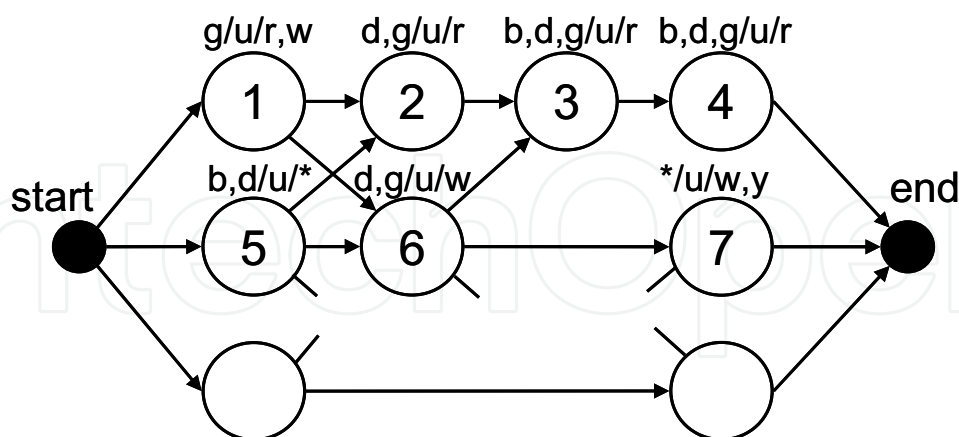 g/u/r,w d,g/u/r b,d,g/u/r b,d,g/u/r
1 2 3 4
b,d/u/* d,g/u/w */u/w,y
start end
5 6 7